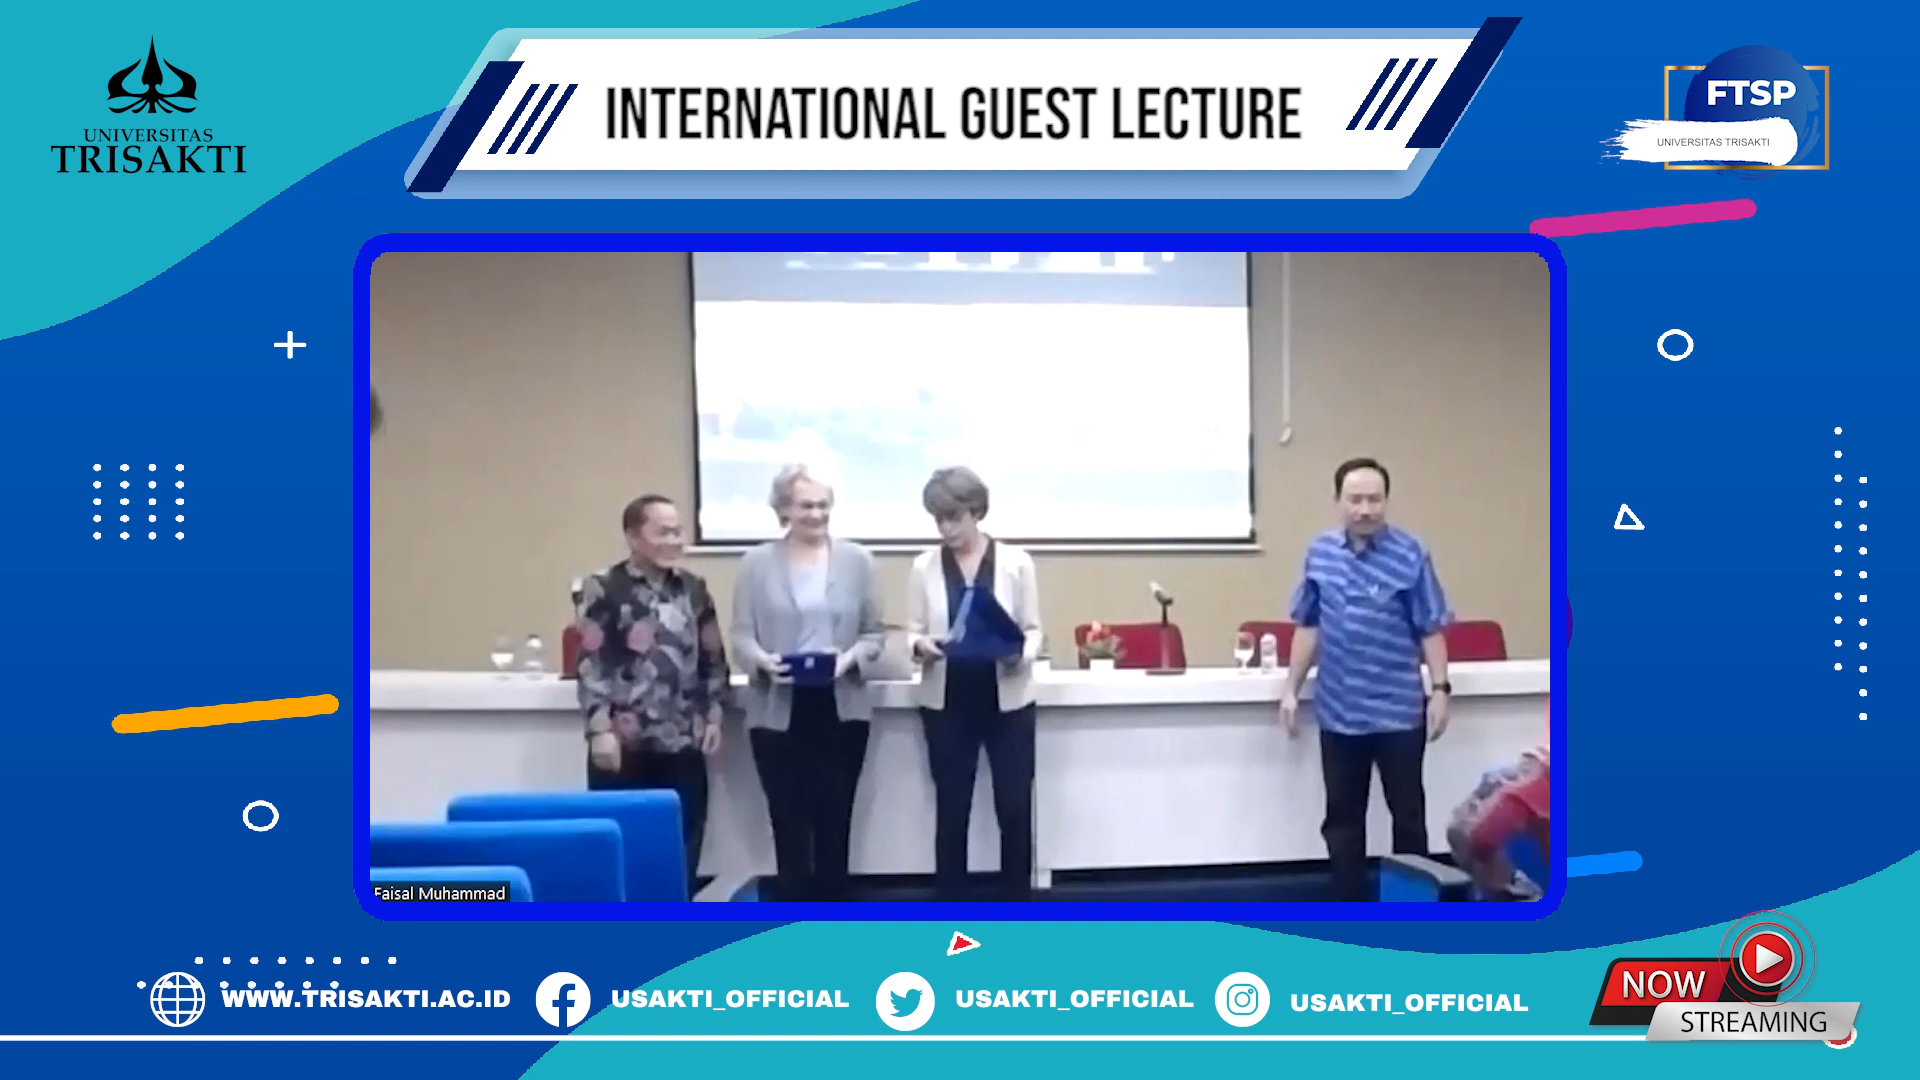 UNIVERSITAS
TRISAKTI
INTERNATIONAL GUEST LECTURE
FTSP
UNIVERSITAS TRISAKTI
Faisal Muhammad
WWW.TRISAKTI.AC.ID
USAKTI_OFFICIAL
USAKTI_OFFICIAL
USAKTI_OFFICIAL
NOW
STREAMING